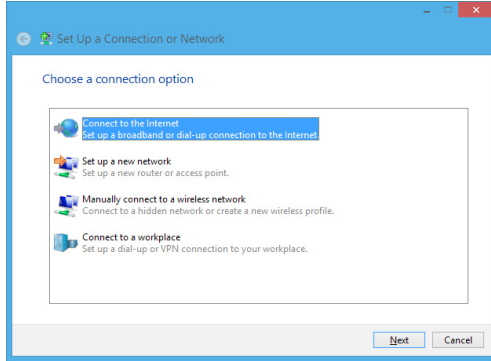 Set Up a Connection or Network
Choose a connection option
Connect to the Internet
Set up a broadband or dial-up connection to the Internet.
Set up a new network
Set up a new router or access point.
Manually connect to a wireless network
Connect to a hidden network or create a new wireless profile.
Connect to a workplace
Set up a dial-up or VPN connection to your workplace.
Next Cancel